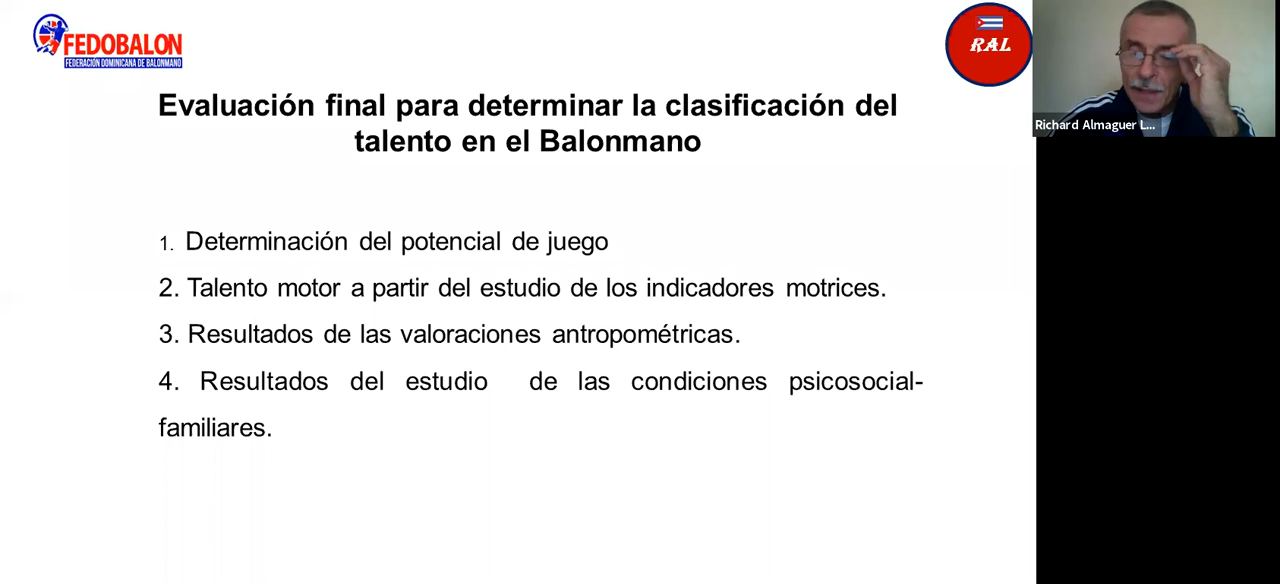 FEDOBALON
FEDERACIÓN DOMINICANA DE BALONMANO
RAL
Richard Almaguer L...
Evaluación final para determinar la clasificación del
talento en el Balonmano
1. Determinación del potencial de juego
2. Talento motor a partir del estudio de los indicadores motrices.
3. Resultados de las valoraciones antropométricas.
4. Resultados del estudio de las condiciones psicosocial-
familiares.